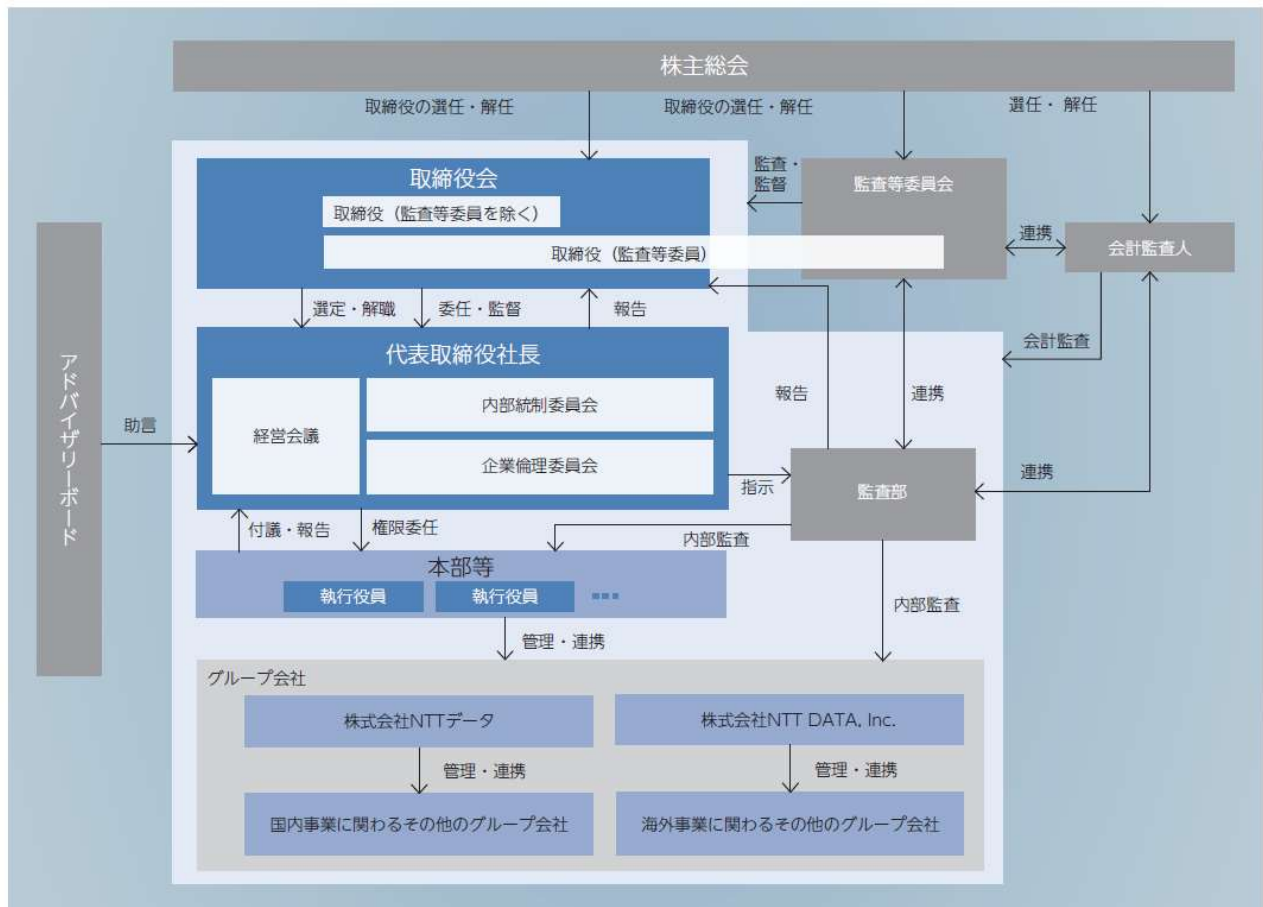 株主総会
取締役の選任・解任
取締役の選任・解任
選任・ 解任
取締役会
取締役（監査等委員を除く）
取締役（監査等委員）
監査・
監督
監査等委員会
連携
会計監査人
選定・解職
委任・監督
報告
会計監査
アドバイザリーボード
助言
代表取締役社長
経営会議
内部統制委員会
企業倫理委員会
報告
連携
指示
監査部
連携
付議・報告
権限委任
内部監査
本部等
執行役員
執行役員
内部監査
管理・連携
グループ会社
株式会社NTTデータ
株式会社NTT DATA, Inc.
管理・連携
管理・連携
国内事業に関わるその他のグループ会社
海外事業に関わるその他のグループ会社